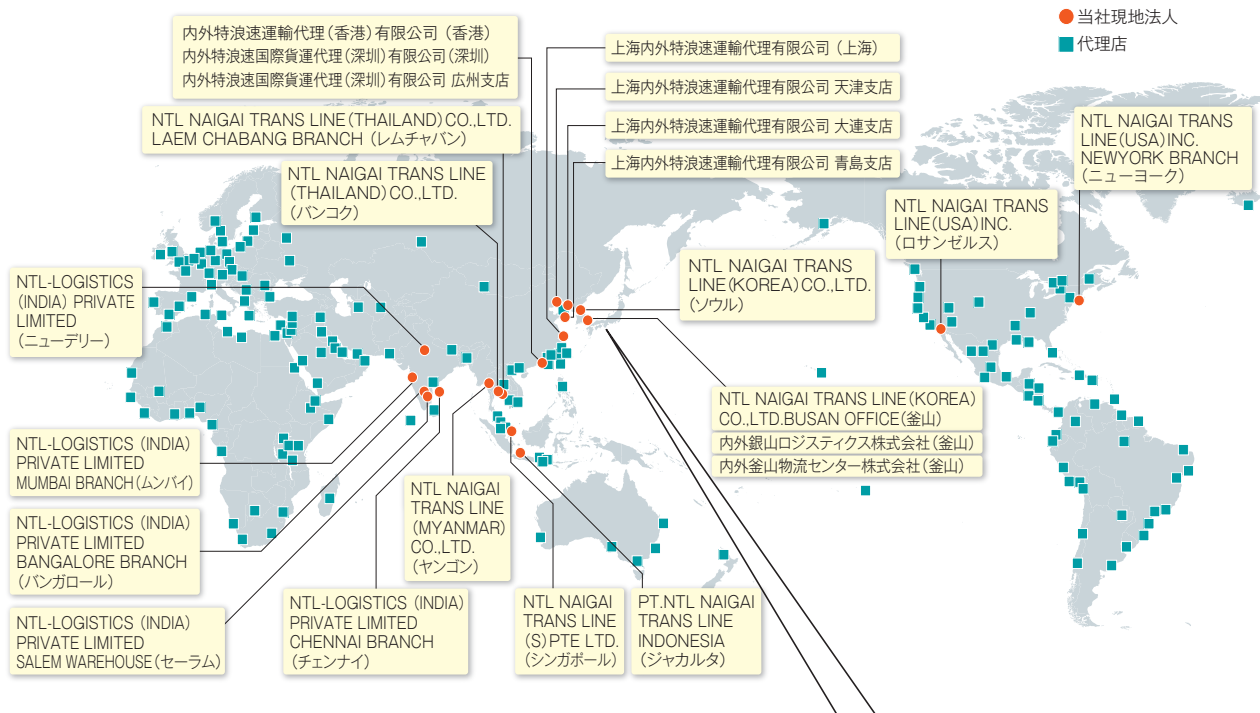 当社現地法人
代理店
内外特浪速運輸代理(香港)有限公司(香港)
内外特浪速国際貨運代理(深圳)有限公司(深圳)
内外特浪速国際貨運代理(深圳)有限公司 広州支店
上海内外特浪速運輸代理有限公司(上海)
上海内外特浪速運輸代理有限公司 天津支店
上海内外特浪速運輸代理有限公司 大連支店
上海内外特浪速運輸代理有限公司 青島支店
NTL NAIGAI TRANS LINE(THAILAND)CO.,LTD.
LAEM CHABANG BRANCH(レムチャバン)
NTL NAIGAI TRANS LINE
(THAILAND)CO.,LTD.
(バンコク)
NTL NAIGAI TRANS
LINE(USA)INC.
NEWYORK BRANCH
(ニューヨーク)
NTL NAIGAI TRANS
LINE(USA)INC.
(ロサンゼルス)
NTL NAIGAI TRANS
LINE(KOREA)CO.,LTD.
(ソウル)
NTL-LOGISTICS
(INDIA) PRIVATE
LIMITED
(ニューデリー)
NTL NAIGAI TRANS LINE(KOREA)
CO.,LTD.BUSAN OFFICE(釜山)
内外銀山ロジスティクス株式会社(釜山)
内外釜山物流センター株式会社(釜山)
NTL-LOGISTICS (INDIA)
PRIVATE LIMITED
MUMBAI BRANCH(ムンバイ)
NTL-LOGISTICS (INDIA)
PRIVATE LIMITED
BANGALORE BRANCH
(バンガロール)
NTL-LOGISTICS (INDIA)
PRIVATE LIMITED
SALEM WAREHOUSE(セーラム)
NTL-LOGISTICS (INDIA)
PRIVATE LIMITED
CHENNAI BRANCH
(チェンナイ)
NTL NAIGAI
TRANS LINE
(MYANMAR)
CO.,LTD.
(ヤンゴン)
NTL NAIGAI
TRANS LINE
(S)PTE LTD.
(シンガポール)
PT.NTL NAIGAI
TRANS LINE
INDONESIA
(ジャカルタ)